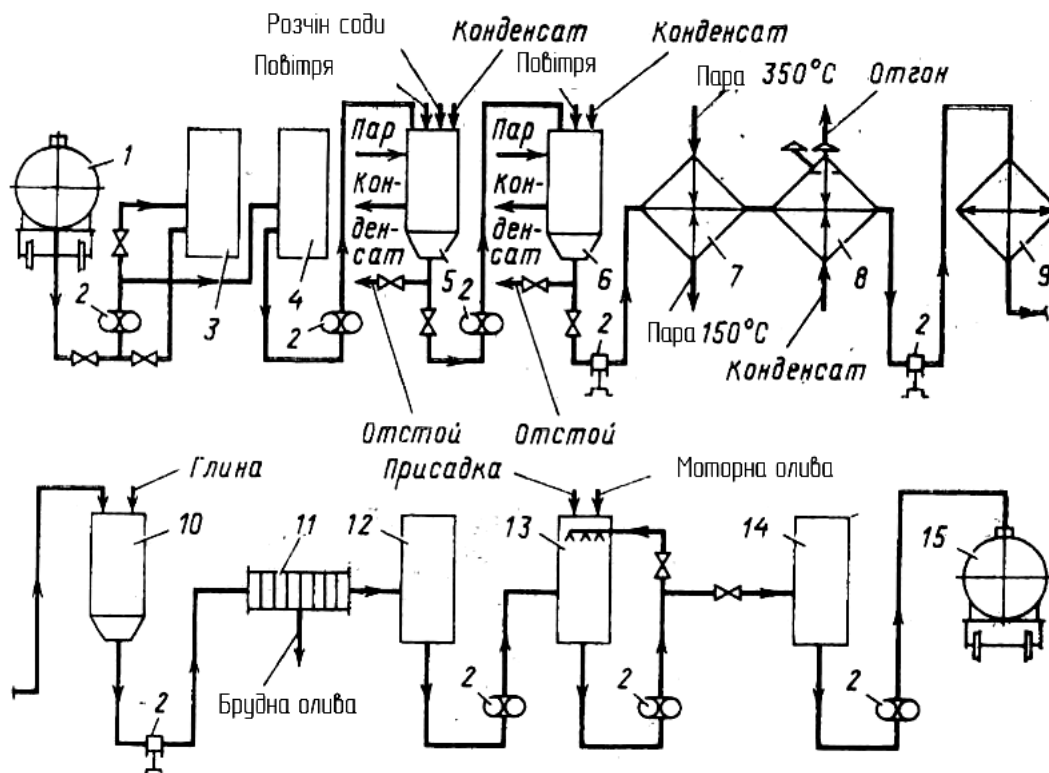 Розчін соди
Конденсат
Конденсат
Повітря
Повітря
Пара 350°С
Отгон
1
Пар
Пар
Кон-
ден-
сат
Кон-
ден-
сат
2
3
4
2
5
2
6
2
7
8
2
9
Пара 150°С
Конденсат
Отстой
Отстой
Глина
Присадка
Моторна олива
10
11
12
13
14
15
2
2
2
2
Брудна олива